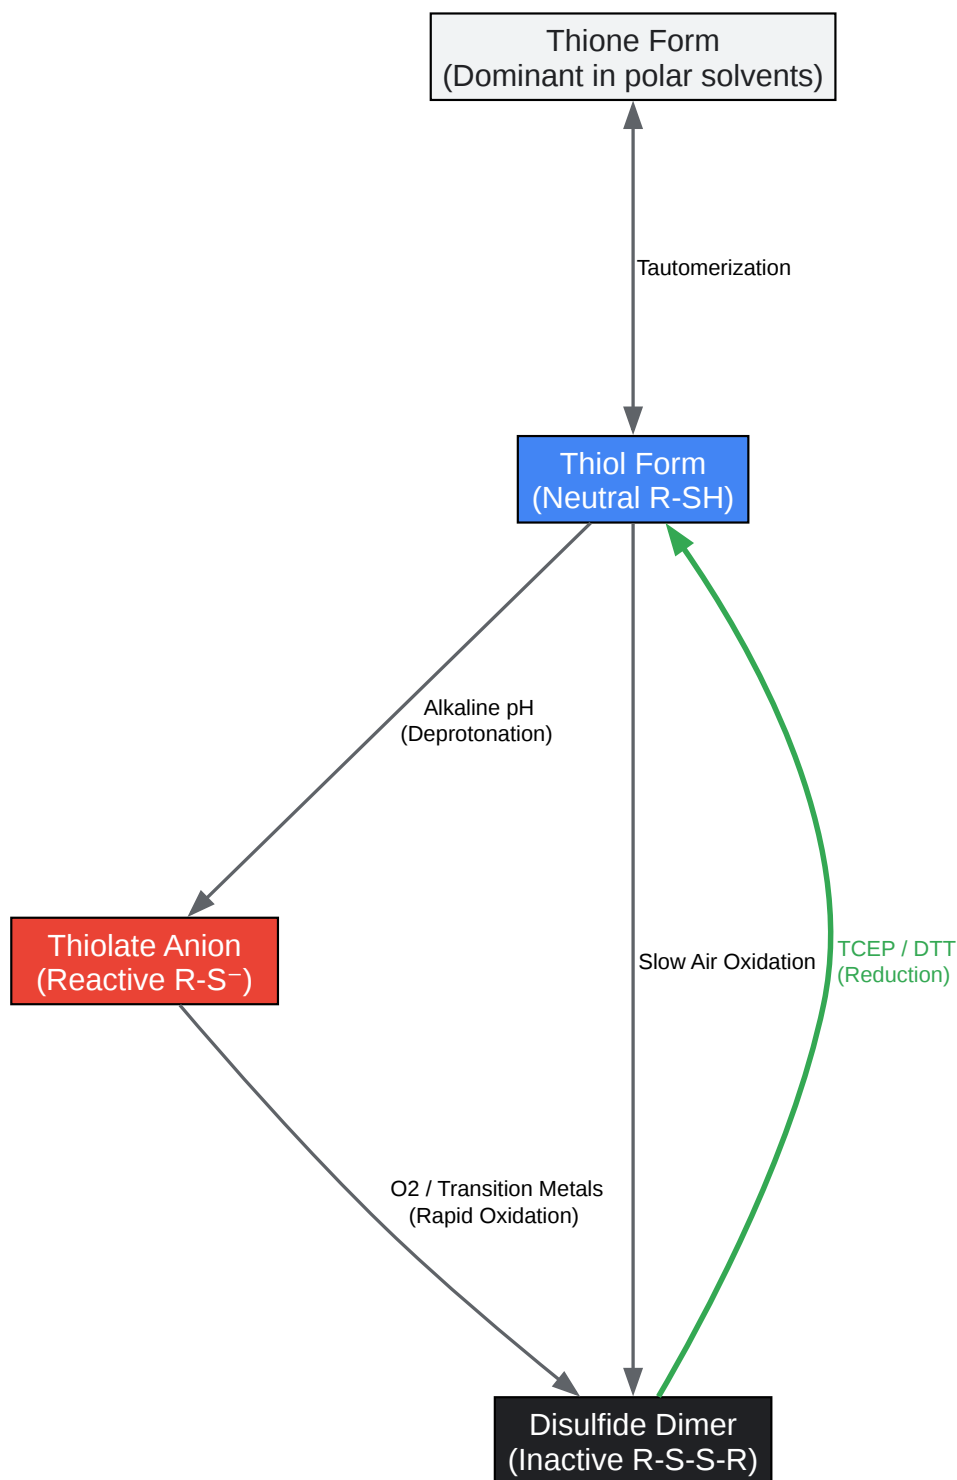 Thione Form
(Dominant in polar solvents)
Tautomerization
Thiol Form
(Neutral R-SH)
Alkaline pH
(Deprotonation)
Thiolate Anion
(Reactive R-S⁻)
Slow Air Oxidation
TCEP / DTT
(Reduction)
O2 / Transition Metals
(Rapid Oxidation)
Disulfide Dimer
(Inactive R-S-S-R)